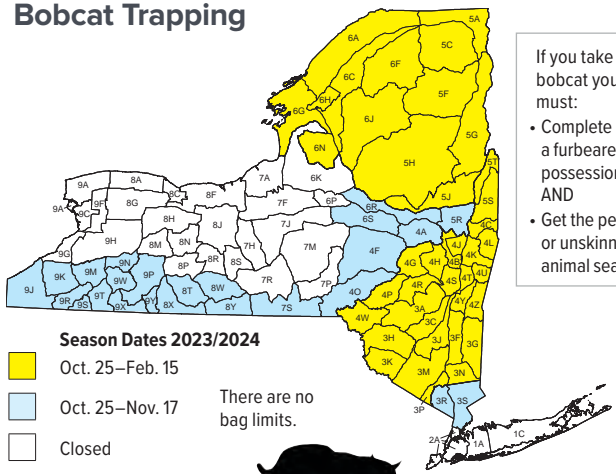 Bobcat Trapping
5A
6A
5C
6F
6C
5F
6H
6G
6J
5G
6N
5H
5T
7A
6K
9A
8A
8C
8F
5J
5S
9F
7F
6P
6R
9A
9C
8G
6S
5R
4C
8H
8J
7J
4A
4L
9G
9H
8M
8N
7H
7M
4F
4J
4K
9N
8P
8R
8S
4G
4H
4B
9K
9M
9W
9P
7R
7P
4R
4S
4T
4U
9J
9T
8T
8W
4O
4P
9R
9S
9X
9Y
8X
8Y
7S
4W
3A
4Y
4Z
3C
3H
3J
3F
3G
3K
3M
3N
3P
3R
3S
2A
1A
1C
If you take
bobcat you
must:
• Complete
a furbeare
possession
AND
• Get the pe
or unskinn
animal sea
Season Dates 2023/2024
Oct. 25–Feb. 15
Oct. 25–Nov. 17
Closed
There are no
bag limits.